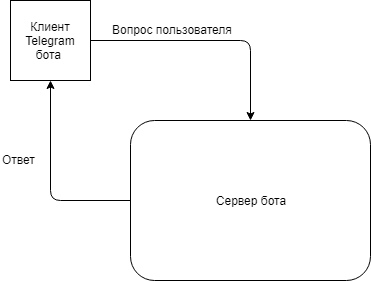 Клиент
Telegram
бота
Вопрос пользователя
Ответ
Сервер бота